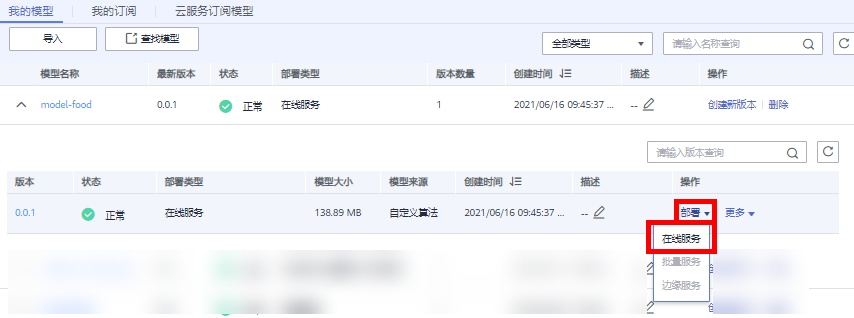 我的模型 我的订阅 云服务订阅模型
导入 查找模型 全部类型 请输入名称查询
模型名称 最新版本 状态 部署类型 版本数量 创建时间 描述 操作
model-food 0.0.1 正常 在线服务 1 2021/06/16 09:45:37 ... -- 创建新版本 删除
请输入版本查询
版本 状态 部署类型 模型大小 模型来源 创建时间 描述 操作
0.0.1 正常 在线服务 138.89 MB 自定义算法 2021/06/16 09:45:37 ... -- 部署 更多
在线服务
批量服务
边缘服务